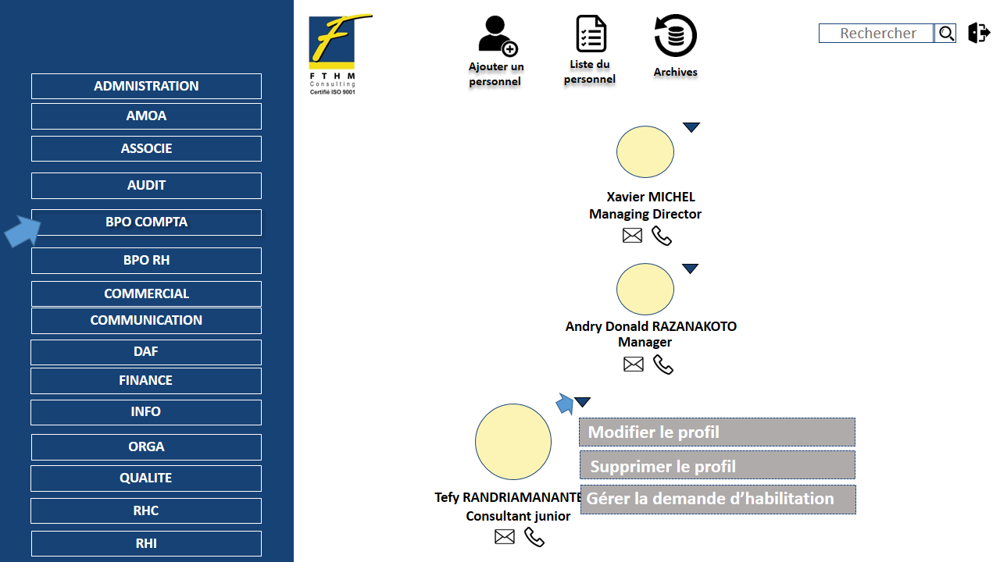 ADMNISTRATION
AMOA
ASSOCIE
AUDIT
BPO COMPTA
BPO RH
COMMERCIAL
COMMUNICATION
DAF
FINANCE
INFO
ORGA
QUALITE
RHC
RHI
F
FTHM
Consulting
Certifié ISO 9001
Ajouter un
personnel
Liste du
personnel
Archives
Rechercher
Xavier MICHEL
Managing Director
Andry Donald RAZANAKOTO
Manager
Tefy RANDRIAMANANTE
Consultant junior
Modifier le profil
Supprimer le profil
Gérer la demande d’habilitation